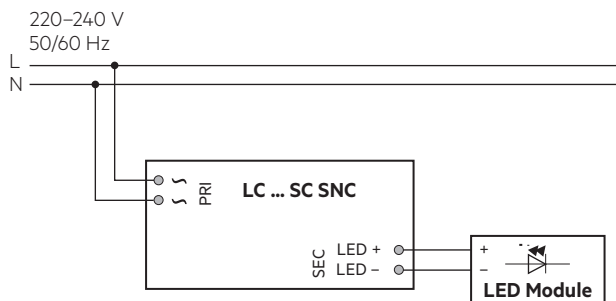 220–240 V
50/60 Hz
L
N
~
~
PRI
LC ... SC SNC
SEC
LED +
LED –
+
–
LED Module